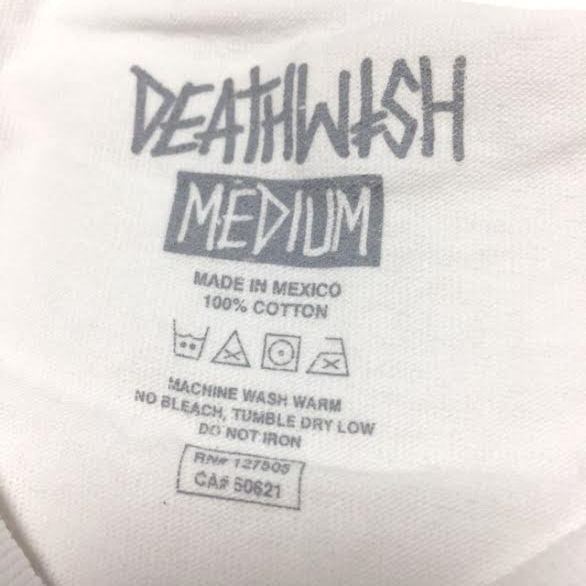 DEATHWISH
MEDIUM
MADE IN MEXICO
100% COTTON
MACHINE WASH WARM
NO BLEACH, TUMBLE DRY LOW
DO NOT IRON
RN# 127505
CA# 50621